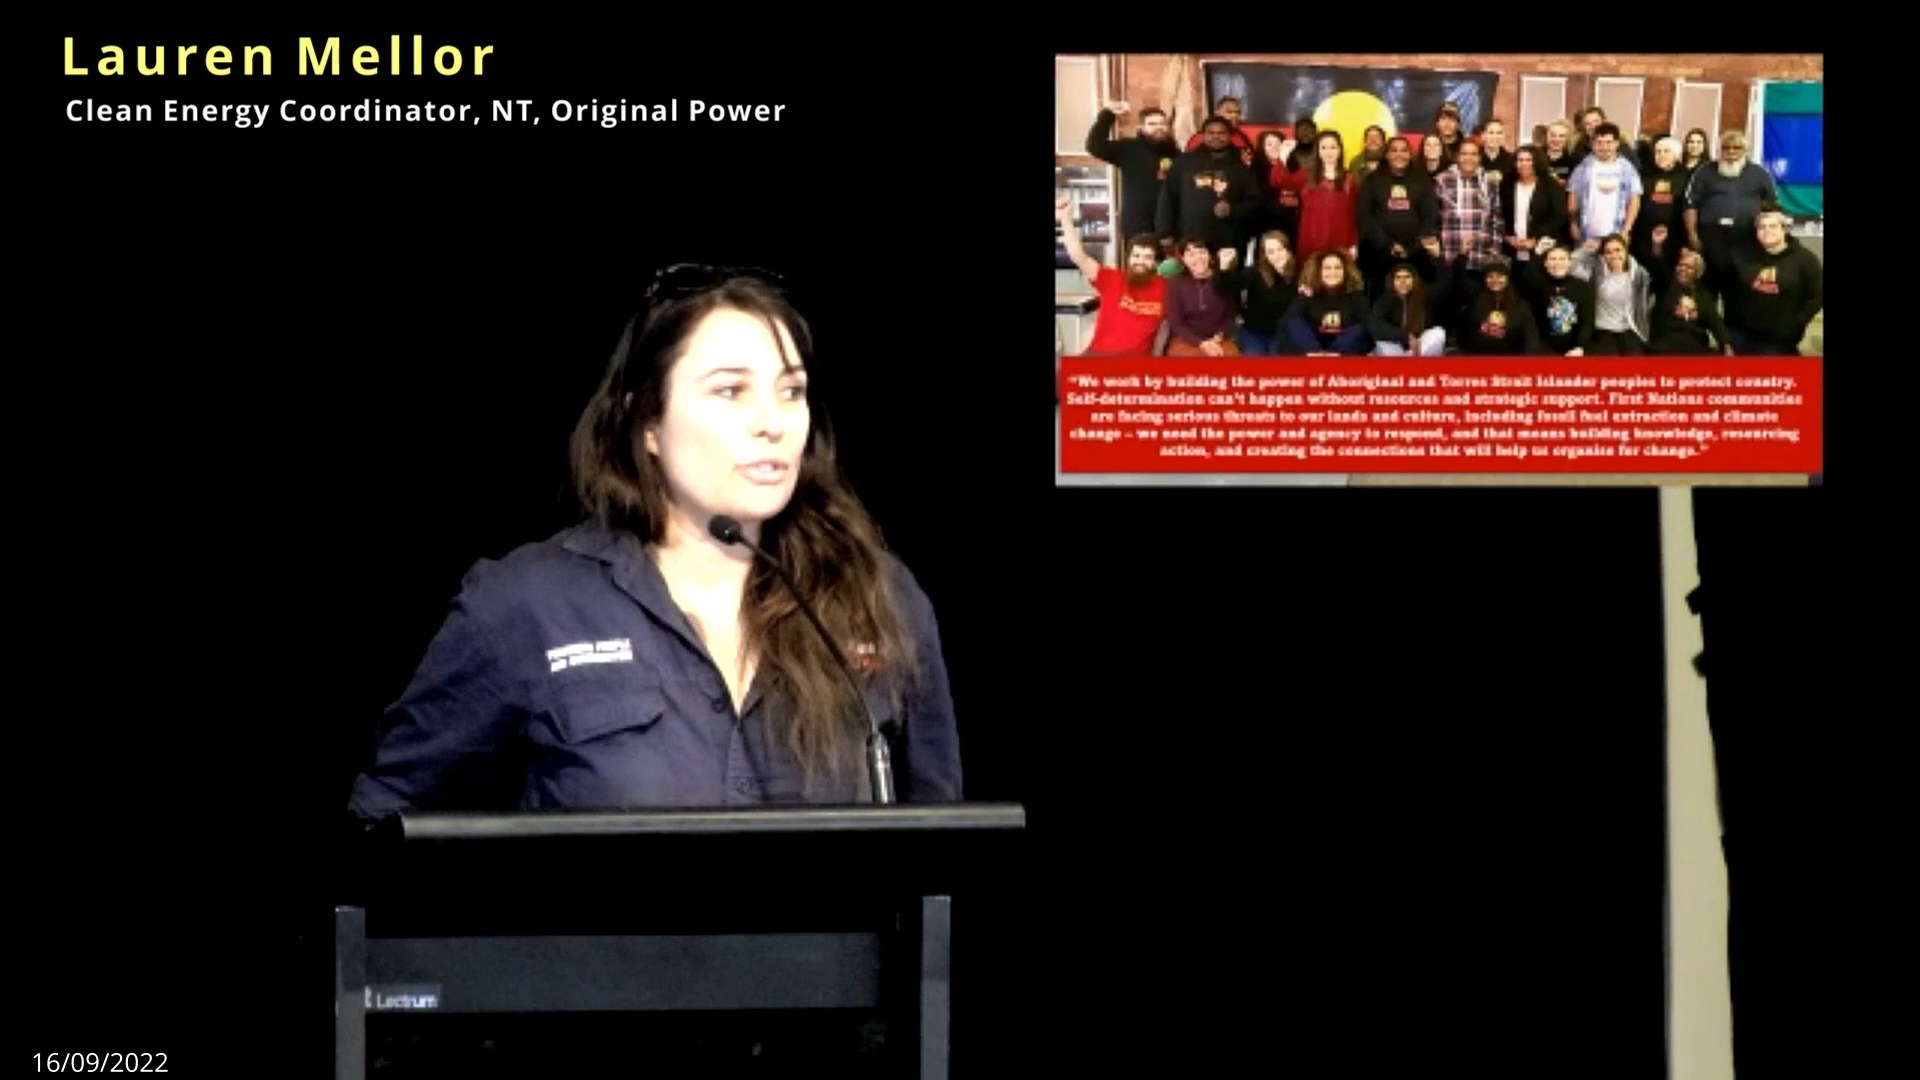 Lauren Mellor
Clean Energy Coordinator, NT, Original Power
"We work by building the power of Aboriginal and Torres Strait Islander peoples to protect country.
Self-determination can't happen without resources and strategic support. First Nations communities
are facing serious threats to our lands and culture, including fossil fuel extraction and climate
change – we need the power and agency to respond, and that means building knowledge, resourcing
action, and creating the connections that will help us organise for change."
Lectrum
16/09/2022